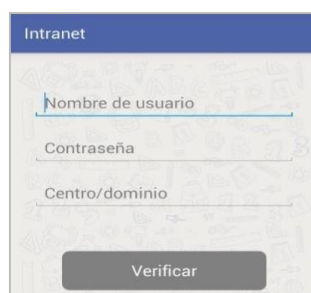 Intranet
Nombre de usuario
Contraseña
Centro/dominio
Verificar